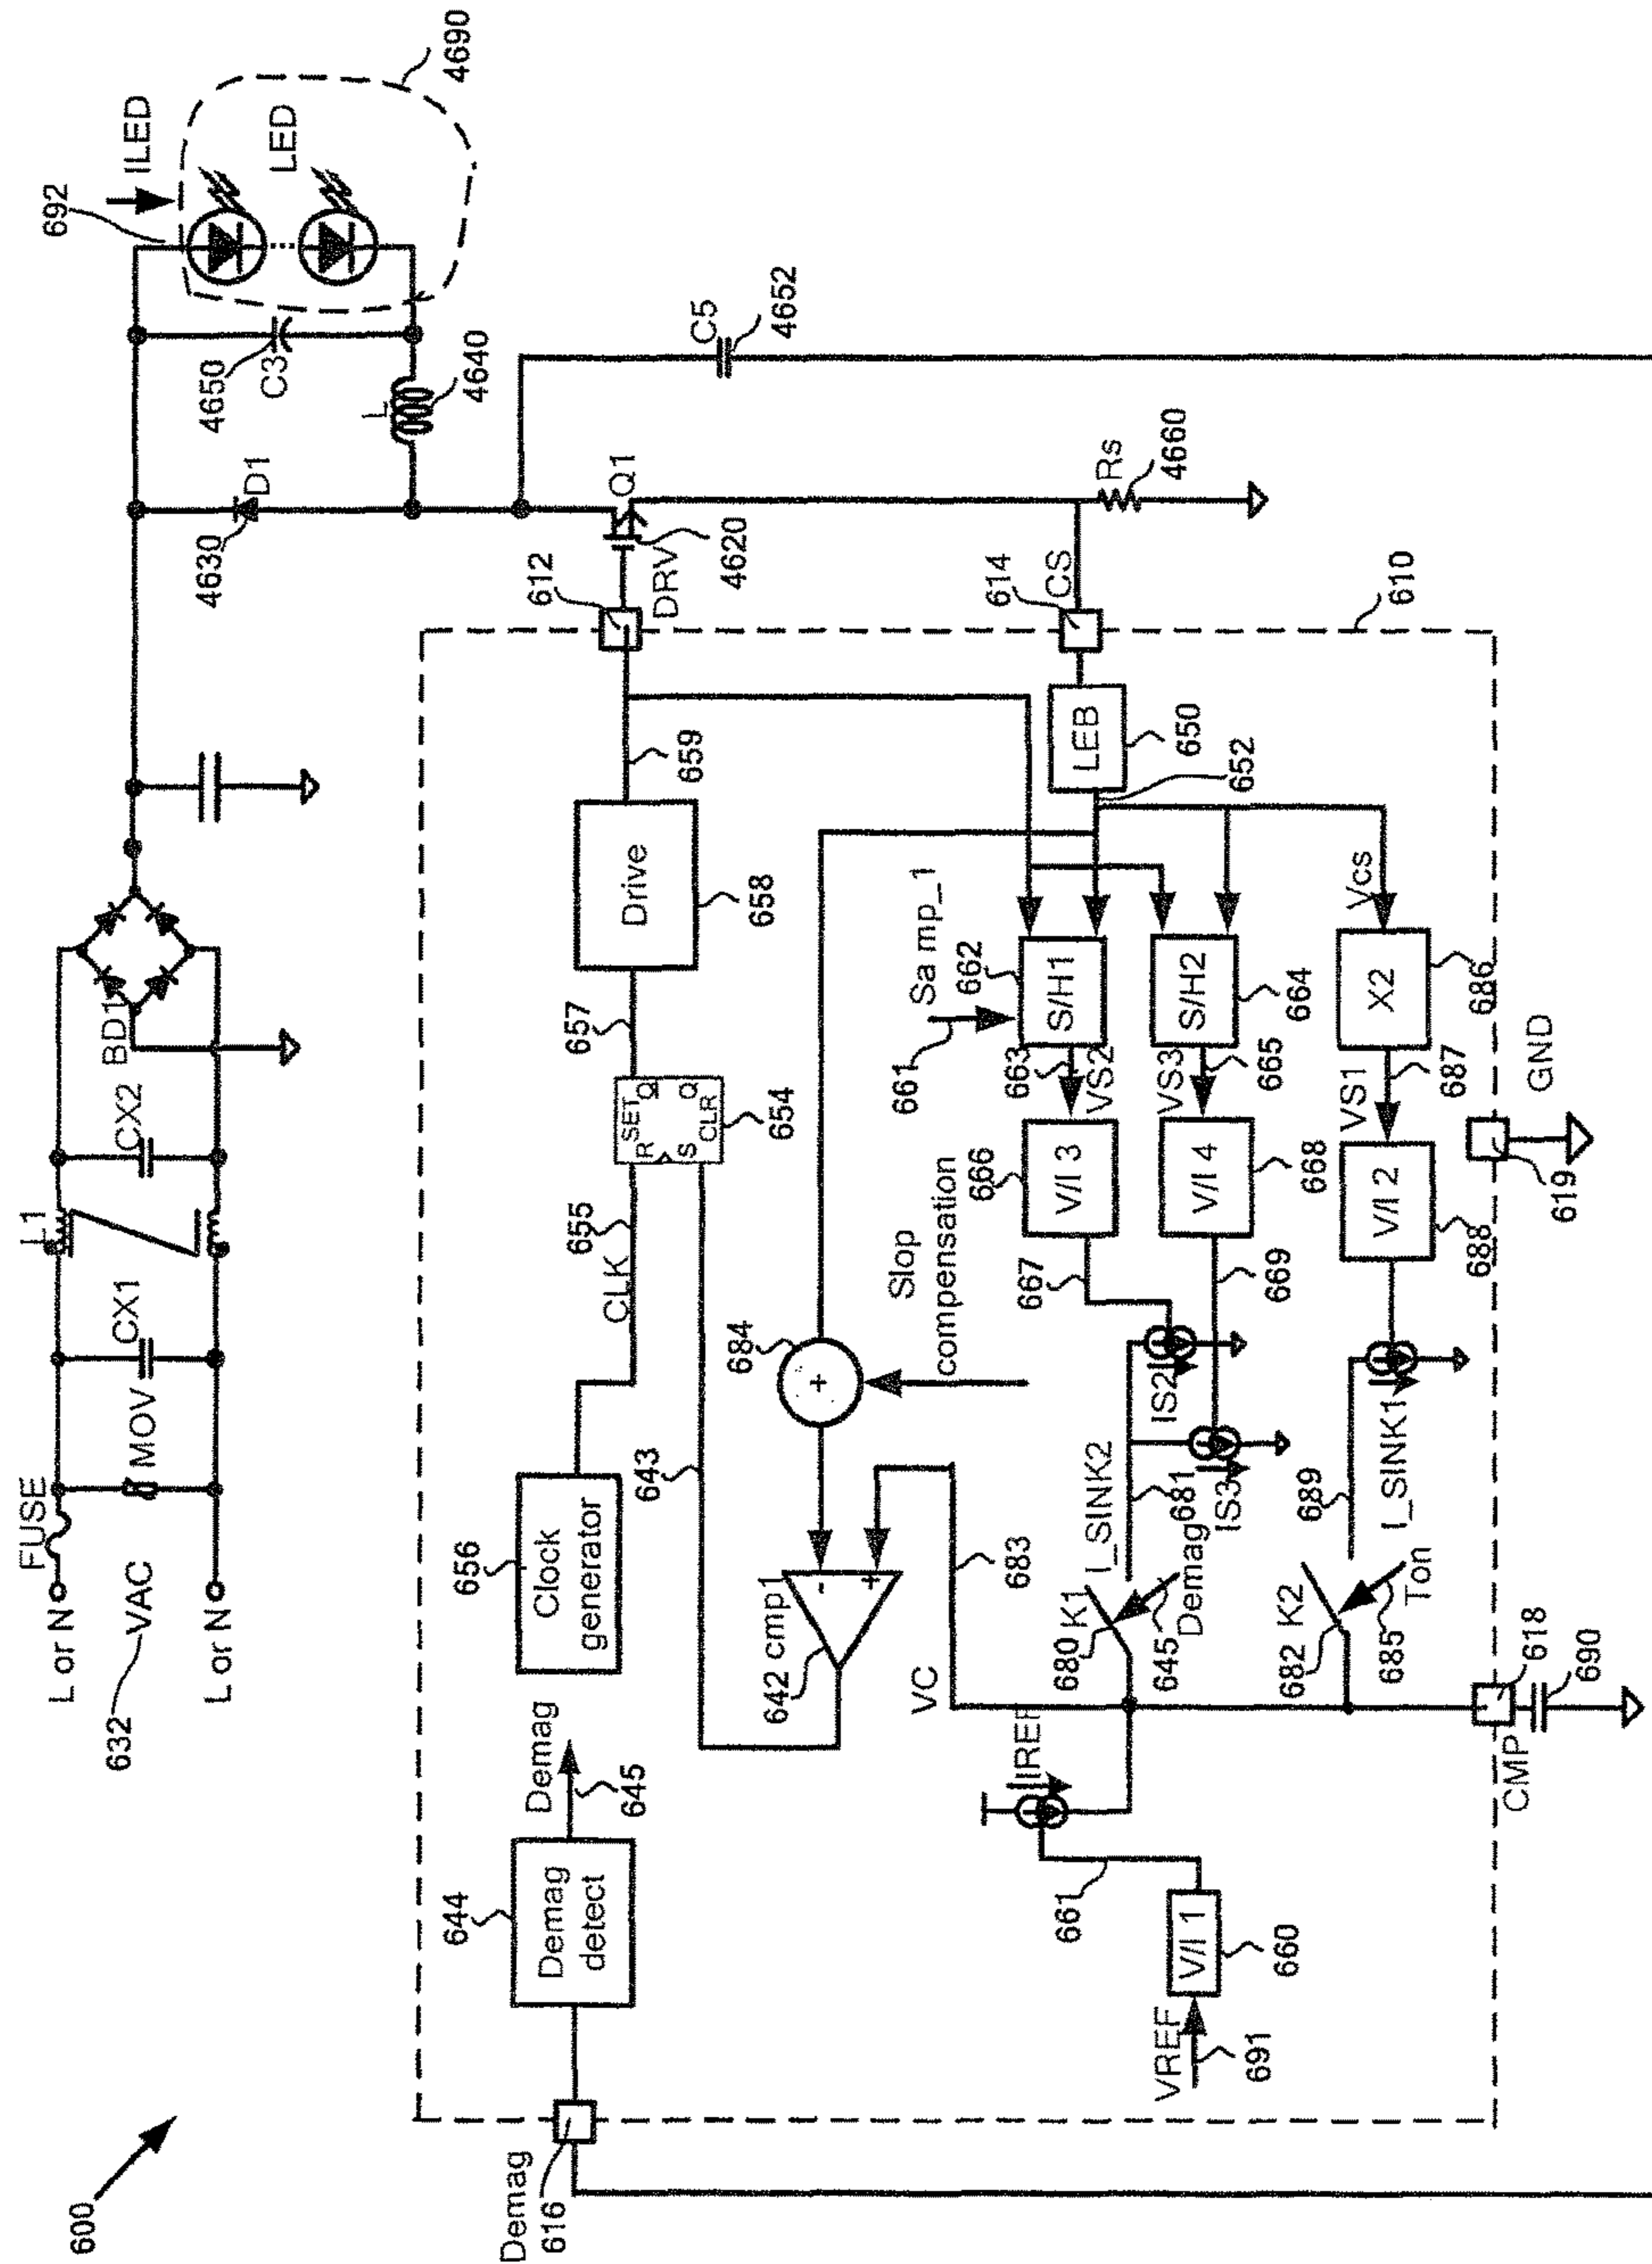 600
L or N
FUSE
632
VAC
L or N
MOV
CX1
L1
CX2
BD1
4630
D1
4650
C3
L
4640
692
ILED
LED
4690
C5
4652
Q1
4620
Rs
4660
Demag
616
644
Demag
detect
Demag
645
656
Clock
generator
CLK
655
R
SET
Q
S
CLR
Q
654
657
Drive
658
659
612
DRV
614
CS
610
LEB
650
652
642
cmp1
-
+
643
684
+
Slop
compensation
661
Sa mp_1
662
S/H1
663
VS2
S/H2
664
VS3
665
Vcs
X2
686
VS1
687
666
V/I 3
667
V/I 4
668
669
V/I 2
688
IS2
IS3
I_SINK2
681
I_SINK1
689
680
K1
645
Demag
682
K2
685
Ton
VC
683
IREF
661
V/I 1
660
VREF
691
CMP
618
690
619
GND